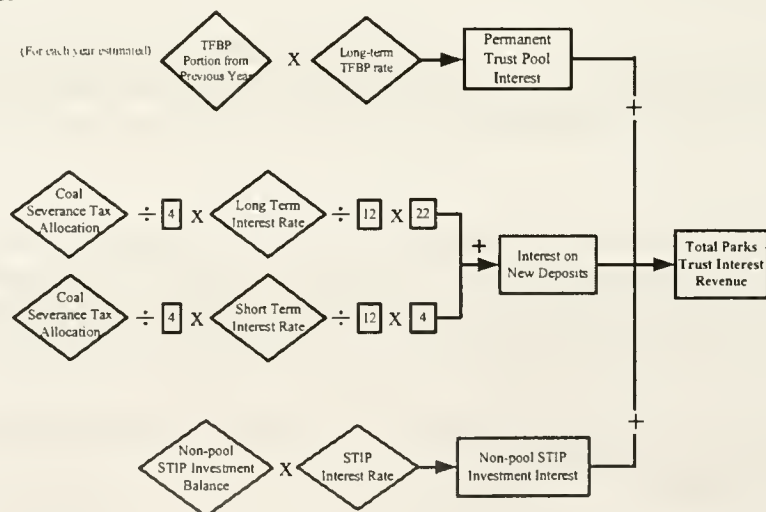 (For each year estimated)
TFBP
Portion from
Previous Year
X
Long-term
TFBP rate
Permanent
Trust Pool
Interest
+
Coal
Severance Tax
Allocation
÷ 4 X
Long Term
Interest Rate
÷ 12 X 22
+
Interest on
New Deposits
Total Parks
Trust Interest
Revenue
Coal
Severance Tax
Allocation
÷ 4 X
Short Term
Interest Rate
÷ 12 X 4
+
Non-pool
STIP Investment
Balance
X
STIP
Interest Rate
Non-pool STIP
Investment Interest